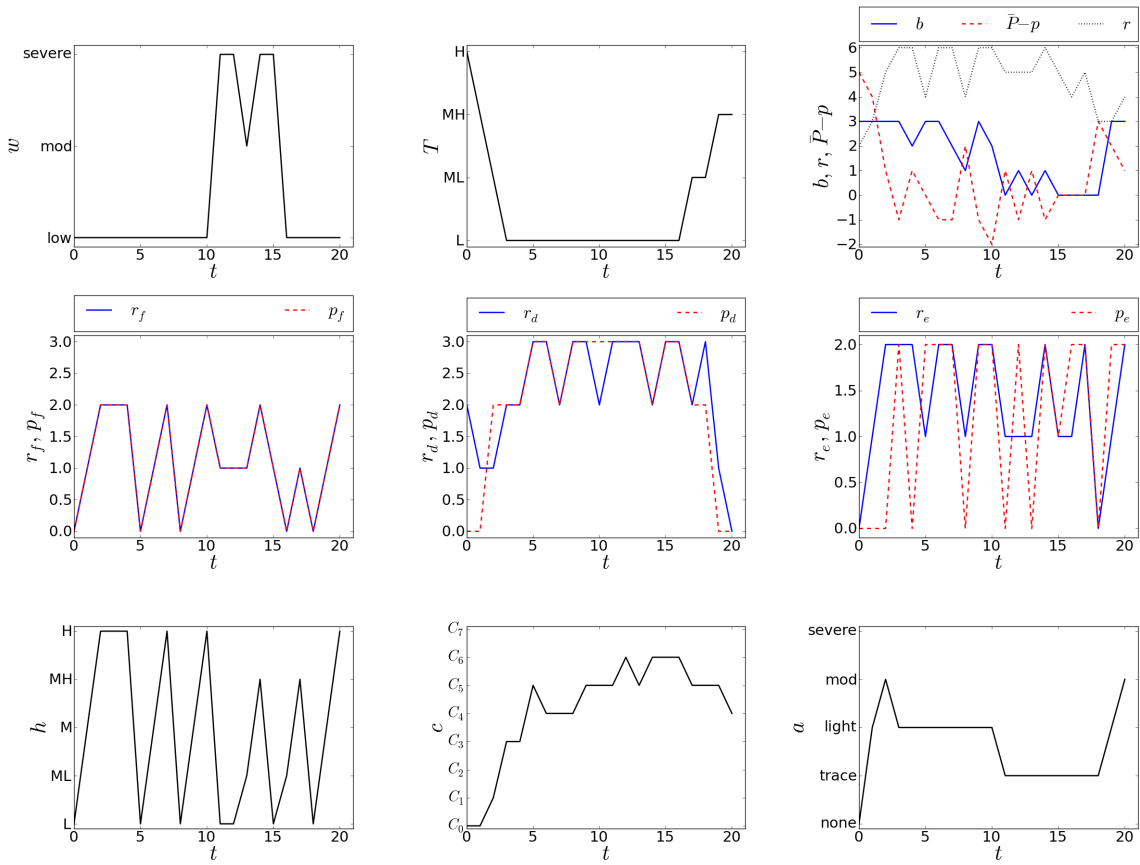 severe
mod
low
w
0 5 10 15 20
t
H
MH
ML
L
T
0 5 10 15 20
t
b P̄−p r
6
5
4
3
2
1
0
−1
−2
b, r, P̄−p
0 5 10 15 20
t
r_f p_f
3.0
2.5
2.0
1.5
1.0
0.5
0.0
r_f, p_f
0 5 10 15 20
t
r_d p_d
3.0
2.5
2.0
1.5
1.0
0.5
0.0
r_d, p_d
0 5 10 15 20
t
r_e p_e
2.0
1.5
1.0
0.5
0.0
r_e, p_e
0 5 10 15 20
t
H
MH
M
ML
L
h
0 5 10 15 20
t
C_7
C_6
C_5
C_4
C_3
C_2
C_1
C_0
c
0 5 10 15 20
t
severe
mod
light
trace
none
a
0 5 10 15 20
t